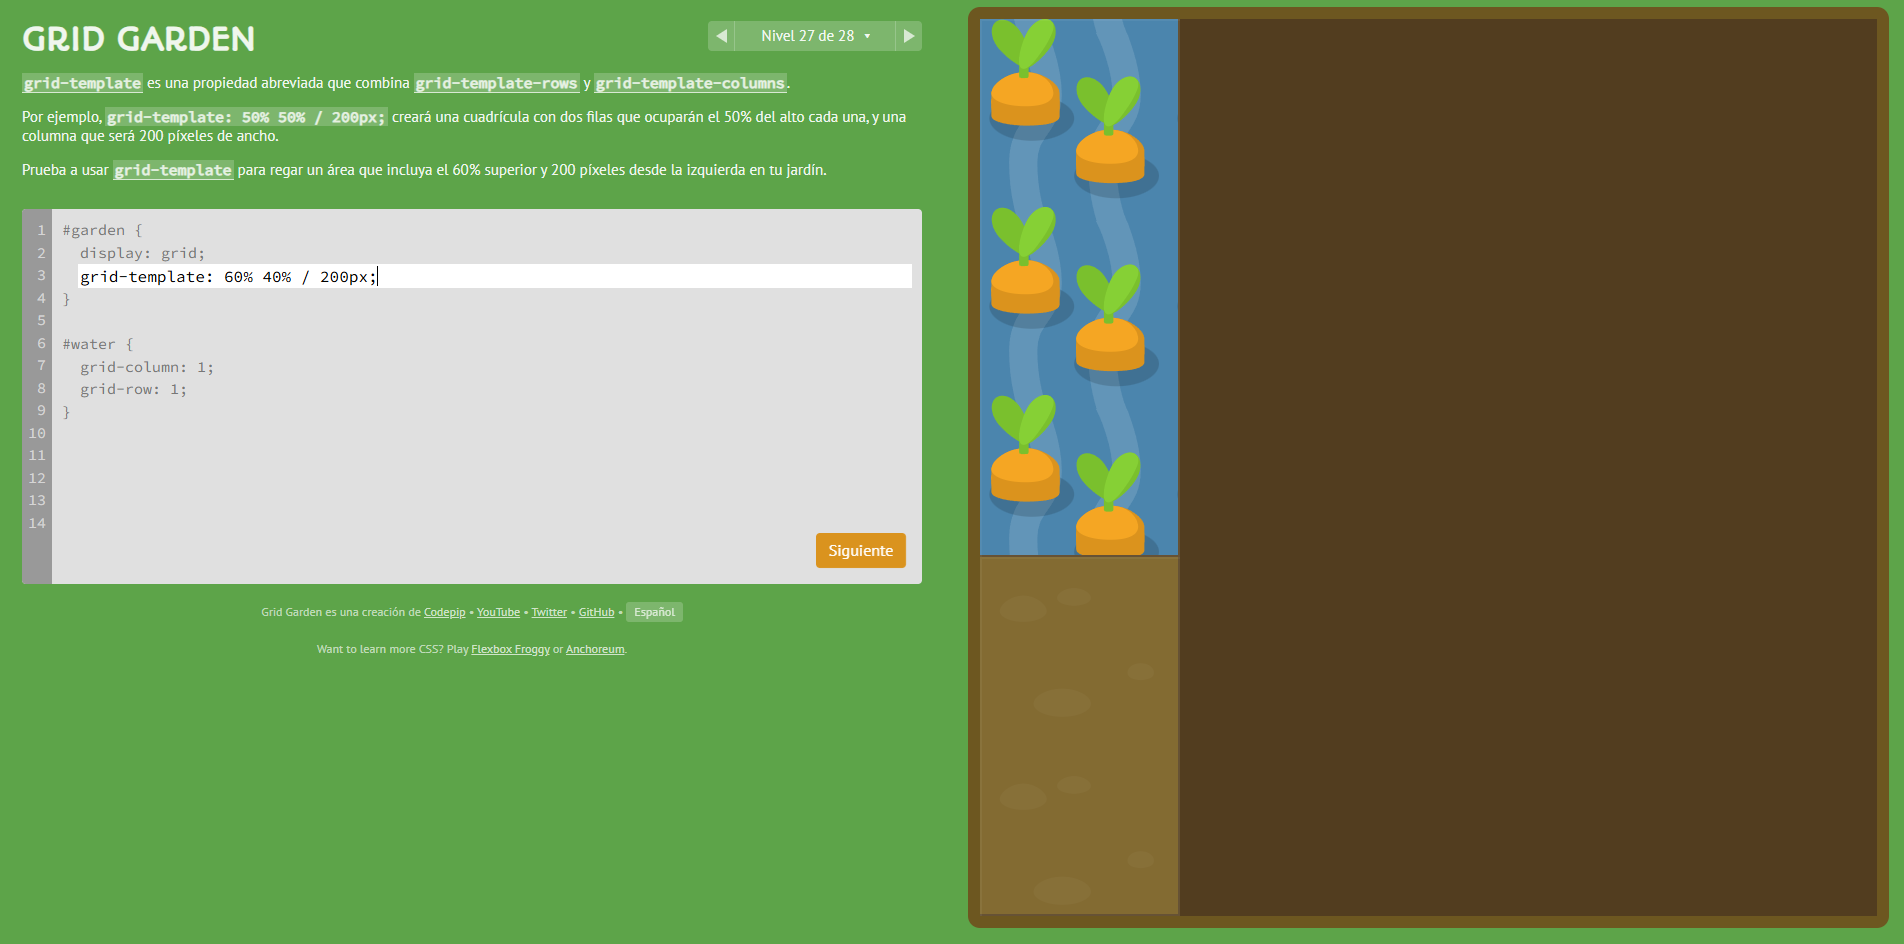 GRID GARDEN
Nivel 27 de 28
grid-template es una propiedad abreviada que combina grid-template-rows y grid-template-columns.
Por ejemplo, grid-template: 50% 50% / 200px; creará una cuadrícula con dos filas que ocuparán el 50% del alto cada una, y una
columna que será 200 píxeles de ancho.
Prueba a usar grid-template para regar un área que incluya el 60% superior y 200 píxeles desde la izquierda en tu jardín.
1 #garden {
2 display: grid;
3 grid-template: 60% 40% / 200px;
4 }
5
6 #water {
7 grid-column: 1;
8 grid-row: 1;
9 }
10
11
12
13
14
Siguiente
Grid Garden es una creación de Codepip • YouTube • Twitter • GitHub • Español
Want to learn more CSS? Play Flexbox Froggy or Anchoreum.